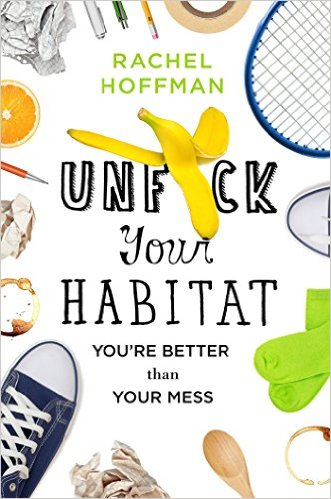 RACHEL
HOFFMAN
UNF CK
Your
HABITAT
YOU'RE BETTER
than
YOUR MESS